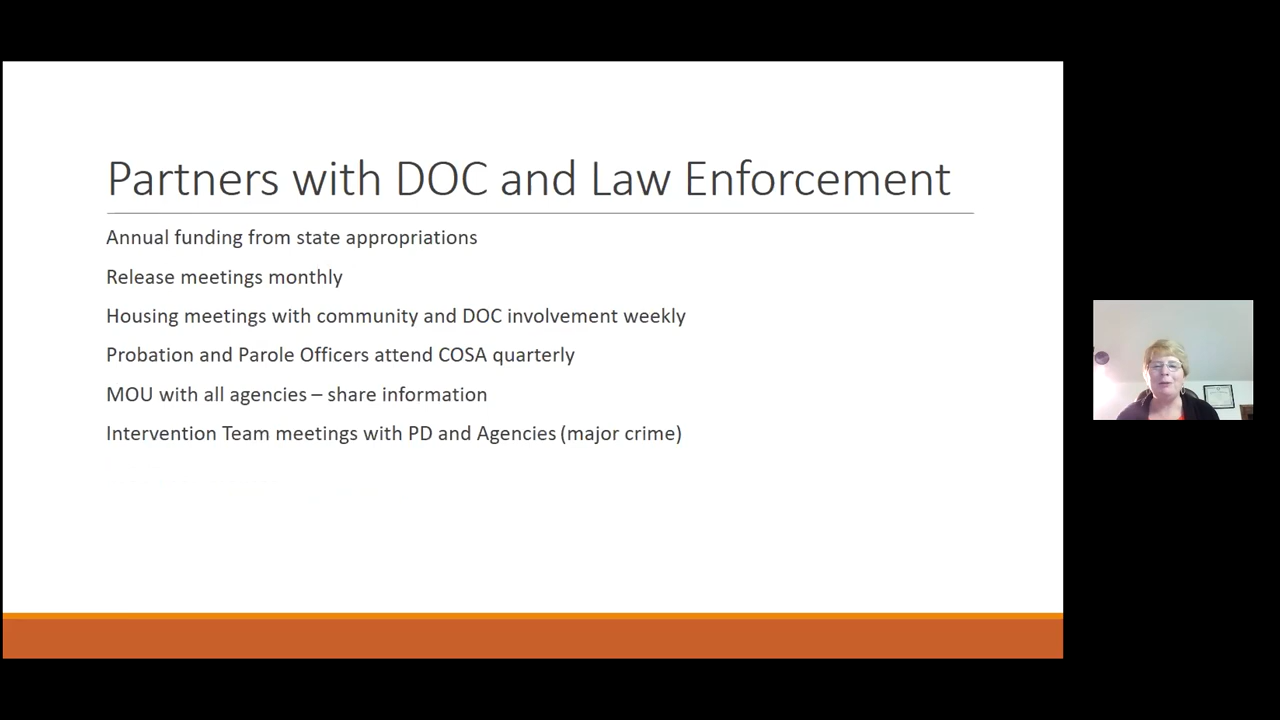 Partners with DOC and Law Enforcement
Annual funding from state appropriations
Release meetings monthly
Housing meetings with community and DOC involvement weekly
Probation and Parole Officers attend COSA quarterly
MOU with all agencies – share information
Intervention Team meetings with PD and Agencies (major crime)